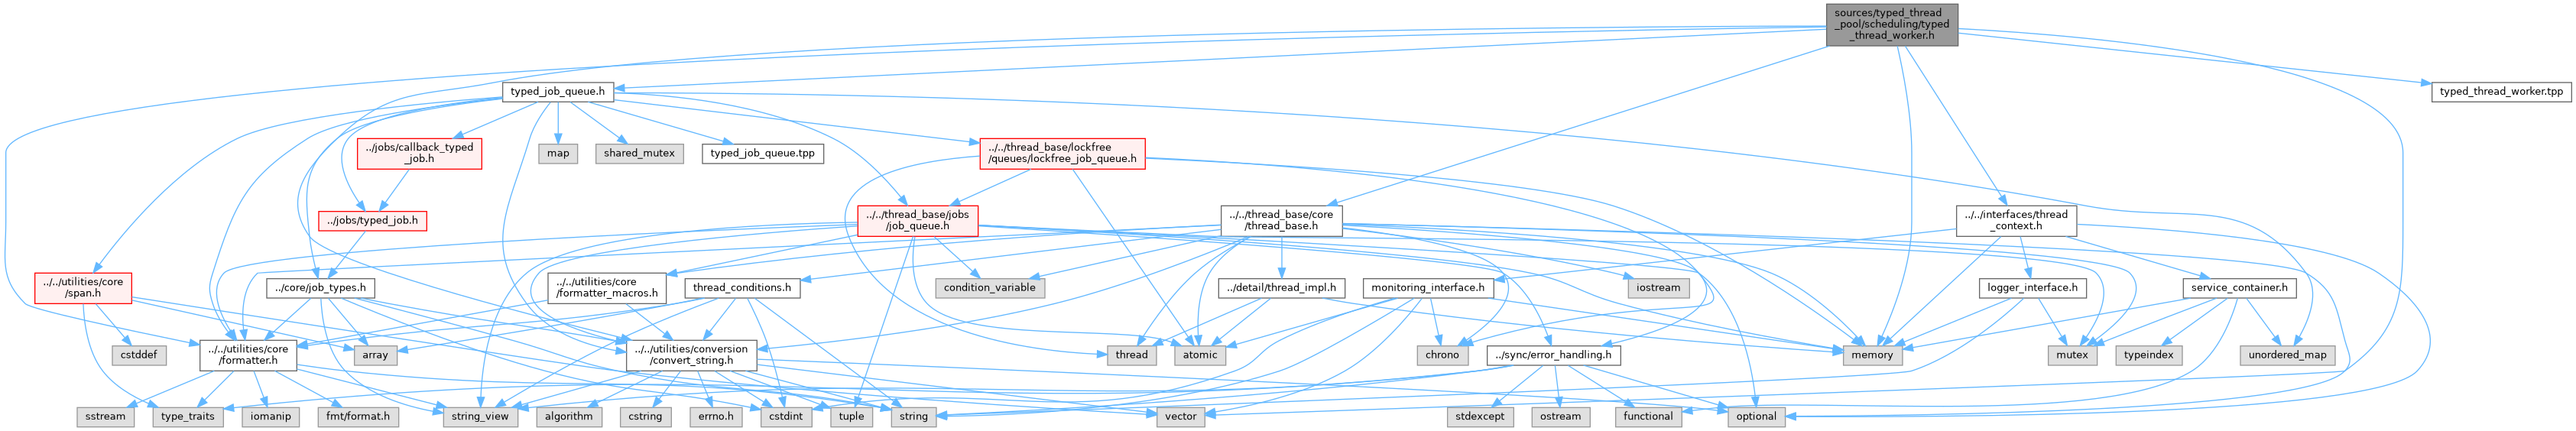 sources/typed_thread
_pool/scheduling/typed
_thread_worker.h
typed_job_queue.h
typed_thread_worker.tpp
../jobs/callback_typed
_job.h
map
shared_mutex
typed_job_queue.tpp
../../thread_base/lockfree
/queues/lockfree_job_queue.h
../jobs/typed_job.h
../../thread_base/jobs
/job_queue.h
../../thread_base/core
/thread_base.h
../../interfaces/thread
_context.h
../../utilities/core
/span.h
../core/job_types.h
../../utilities/core
/formatter_macros.h
thread_conditions.h
condition_variable
../detail/thread_impl.h
monitoring_interface.h
iostream
logger_interface.h
service_container.h
cstddef
../../utilities/core
/formatter.h
array
../../utilities/conversion
/convert_string.h
thread
atomic
chrono
../sync/error_handling.h
memory
mutex
typeindex
unordered_map
sstream
type_traits
iomanip
fmt/format.h
string_view
algorithm
cstring
errno.h
cstdint
tuple
string
vector
stdexcept
ostream
functional
optional